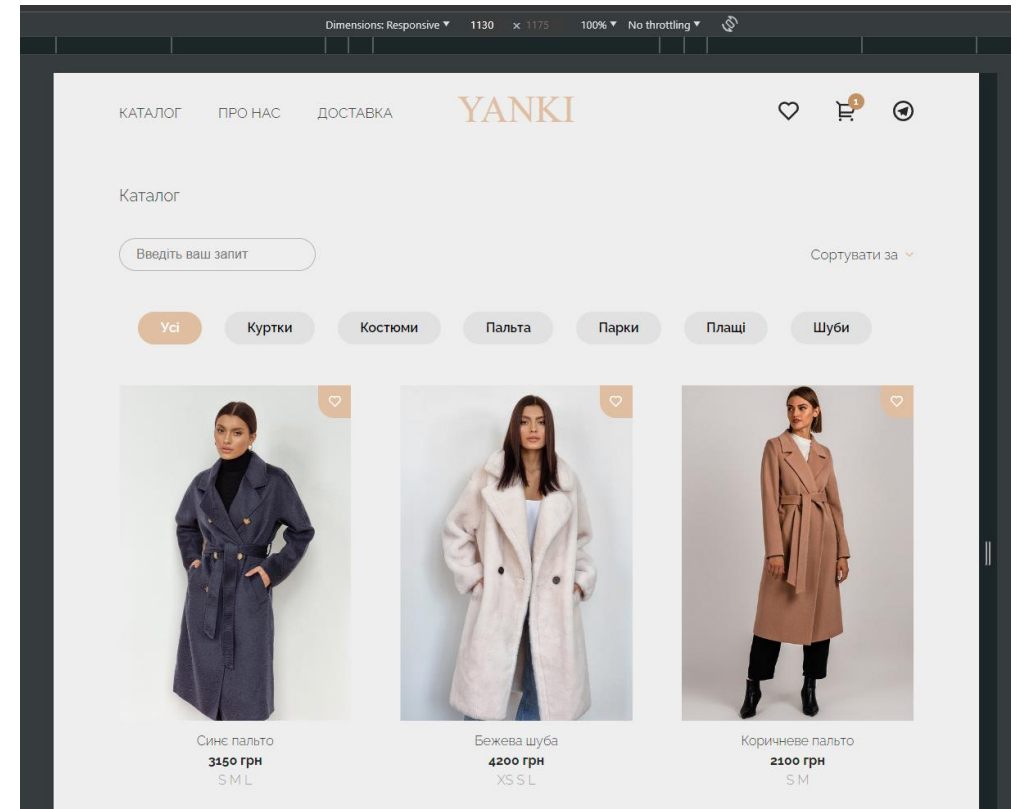 Dimensions: Responsive ▼ 1130 × 1175 100% ▼ No throttling ▼
КАТАЛОГ ПРО НАС ДОСТАВКА YANKI 1
Каталог
Введіть ваш запит Сортувати за
Усі Куртки Костюми Пальта Парки Плащі Шуби
Синє пальто Бежева шуба Коричневе пальто
3150 грн 4200 грн 2100 грн
S M L XS S L S M